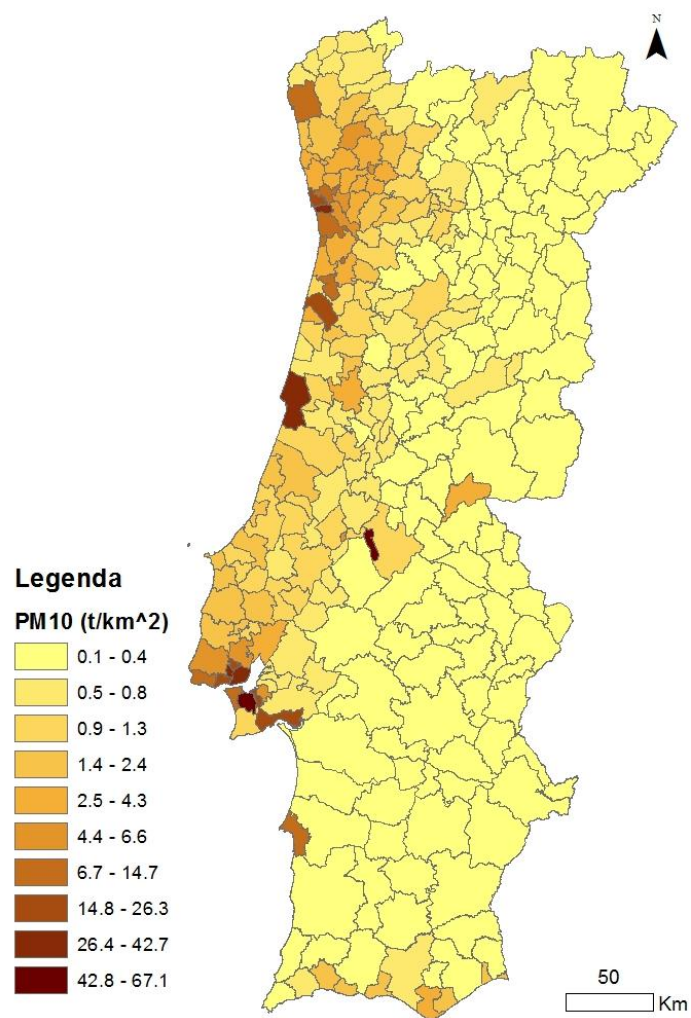 N
Legenda
PM10 (t/km^2)
0.1 - 0.4
0.5 - 0.8
0.9 - 1.3
1.4 - 2.4
2.5 - 4.3
4.4 - 6.6
6.7 - 14.7
14.8 - 26.3
26.4 - 42.7
42.8 - 67.1
50
Km